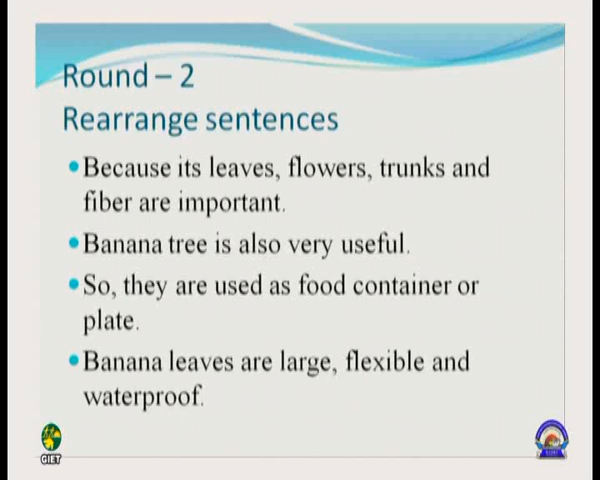 Round – 2
Rearrange sentences
•Because its leaves, flowers, trunks and
fiber are important.
•Banana tree is also very useful.
•So, they are used as food container or
plate.
•Banana leaves are large, flexible and
waterproof.
GIET